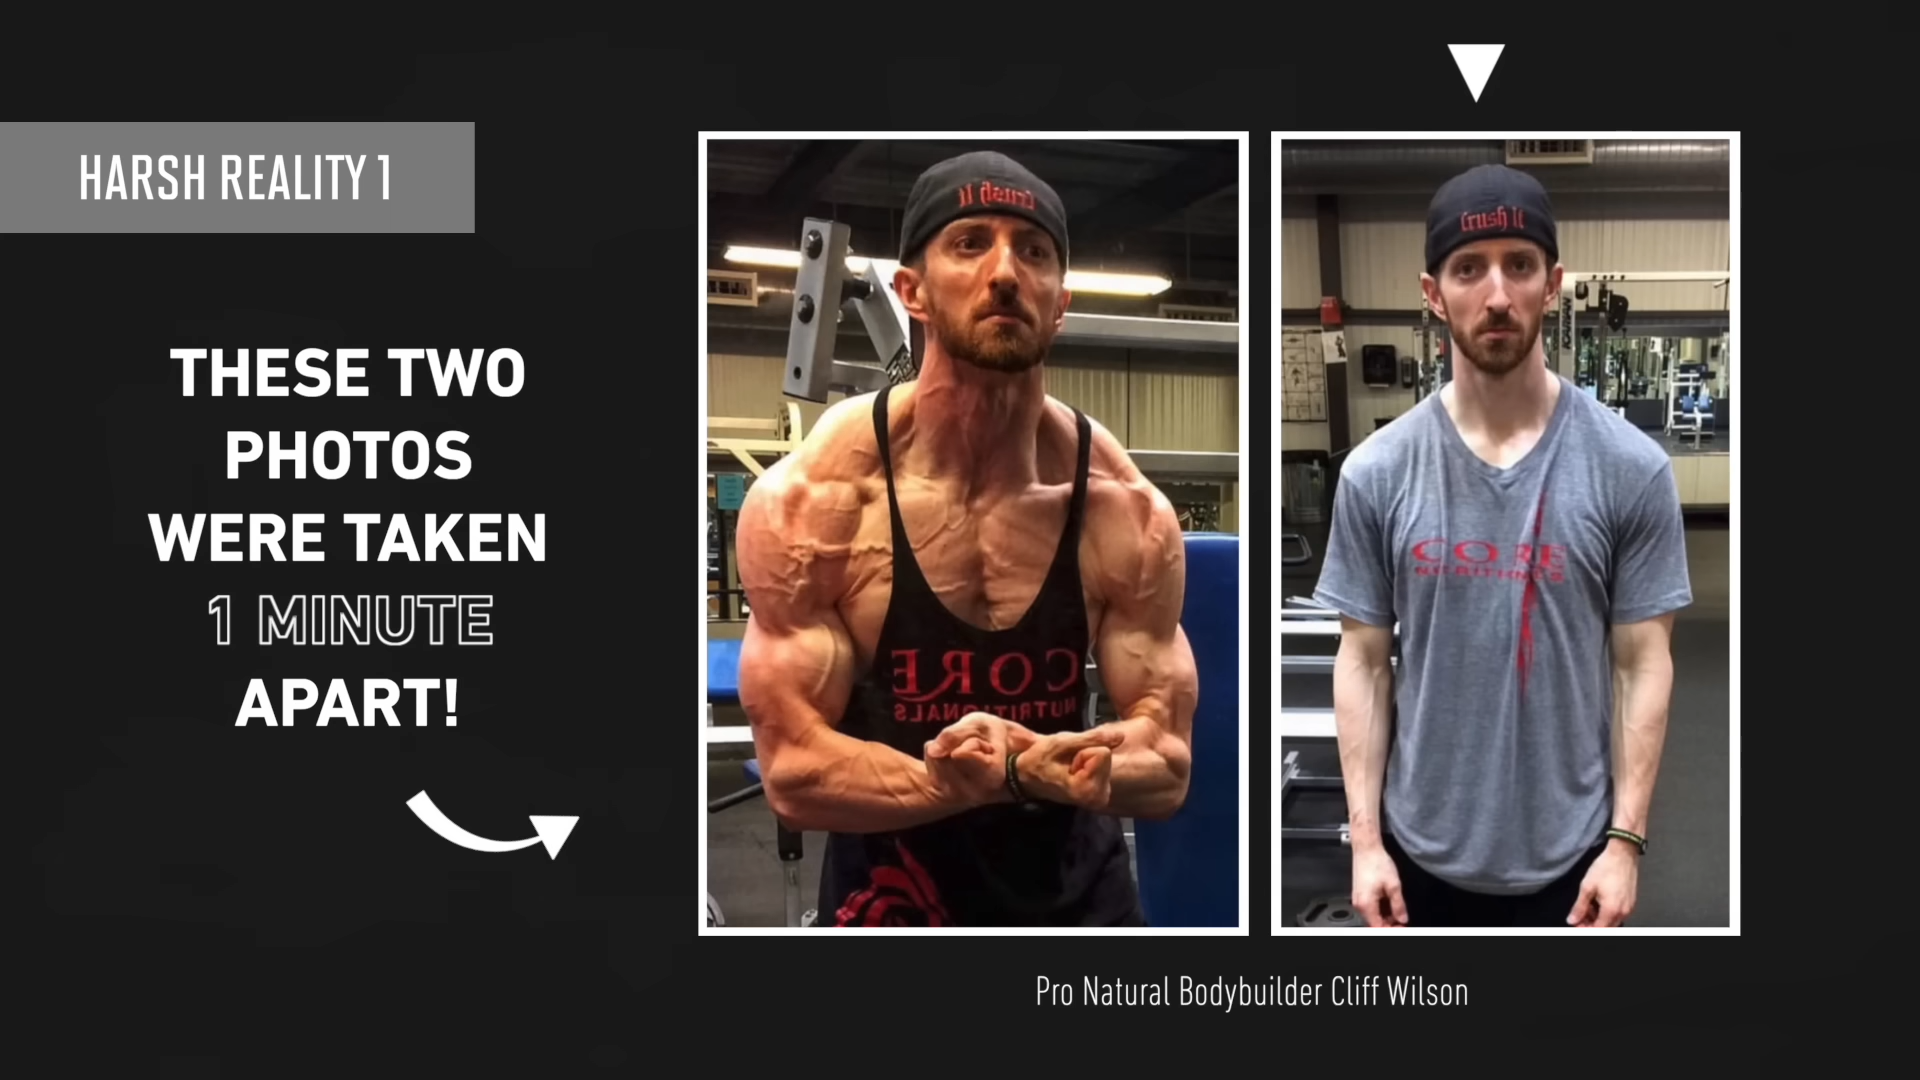 HARSH REALITY 1
THESE TWO
PHOTOS
WERE TAKEN
1 MINUTE
APART!
Crush It
CORE
NUTRITIONALS
Crush It
CORE
NUTRITIONALS
Pro Natural Bodybuilder Cliff Wilson